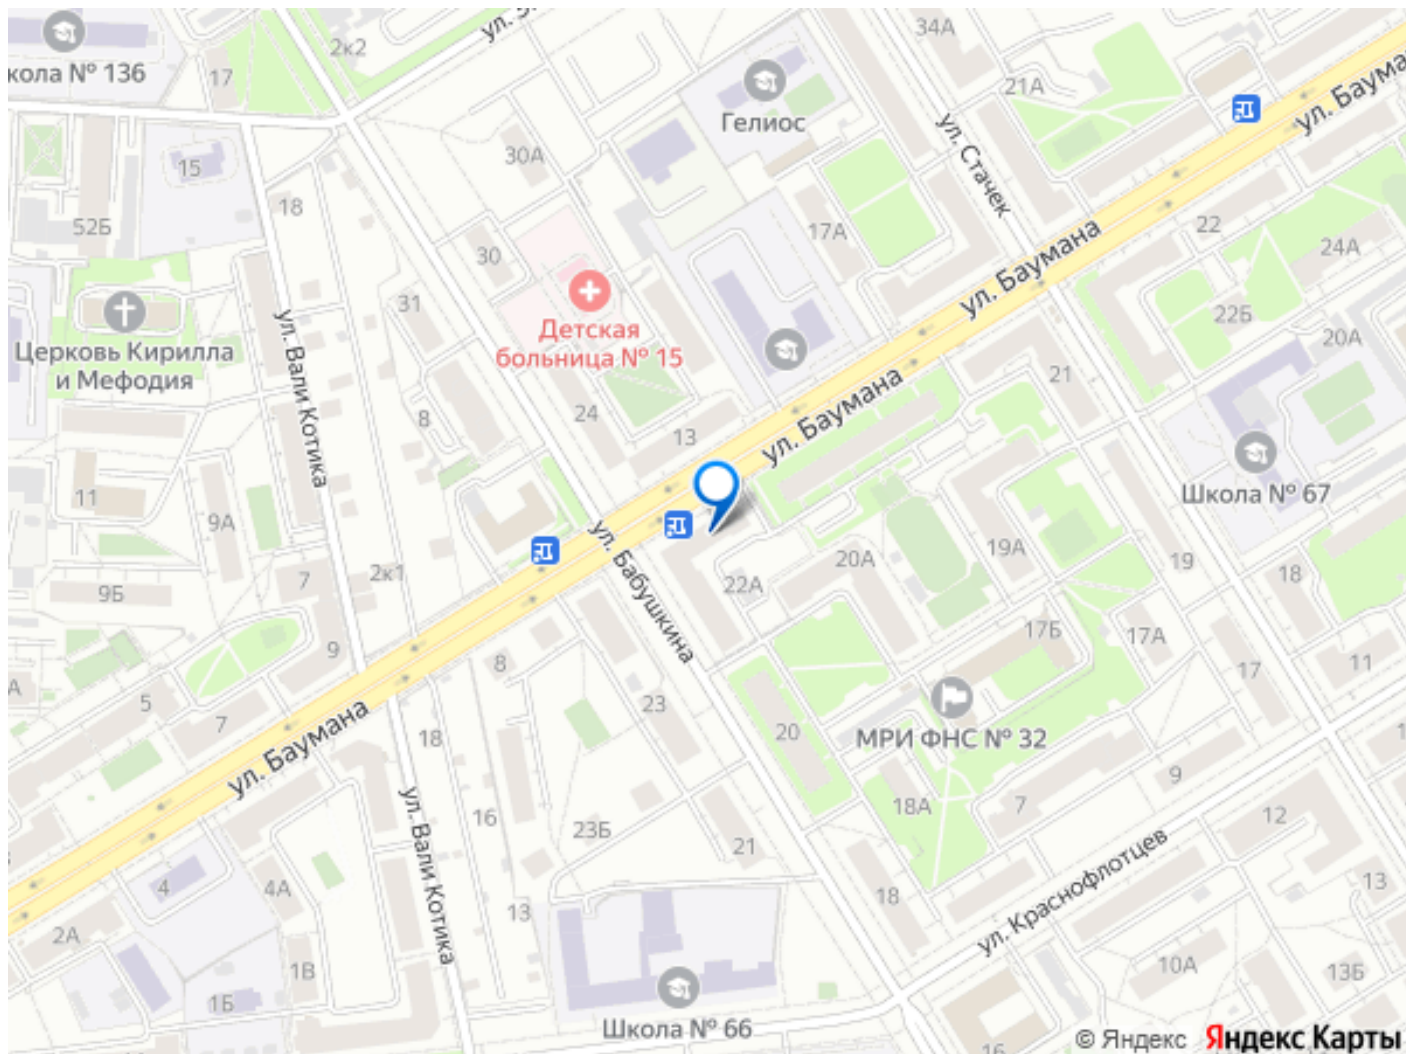 2к2
34А
кола № 136
17
21А
ул. Баума
Гелиос
ул. Стачек
30А
15
18
52Б
30
17А
22
24А
ул. Баумана
31
Детская
больница № 15
22Б
20А
Церковь Кирилла
и Мефодия
ул. Вали Котика
8
24
13
21
ул. Баумана
11
9А
Школа № 67
19А
19
7
2к1
9Б
ул. Бабушкина
22А
20А
18
17Б
17А
9
8
11
А
5
7
23
17
20
МРИ ФНС № 32
ул. Баумана
18
9
18А
7
16
23Б
12
ул. Вали Котика
21
4
4А
13
18
ул. Краснофлотцев
13
2А
1В
10А
13Б
1Б
Школа № 66
16
© Яндекс Яндекс Карты